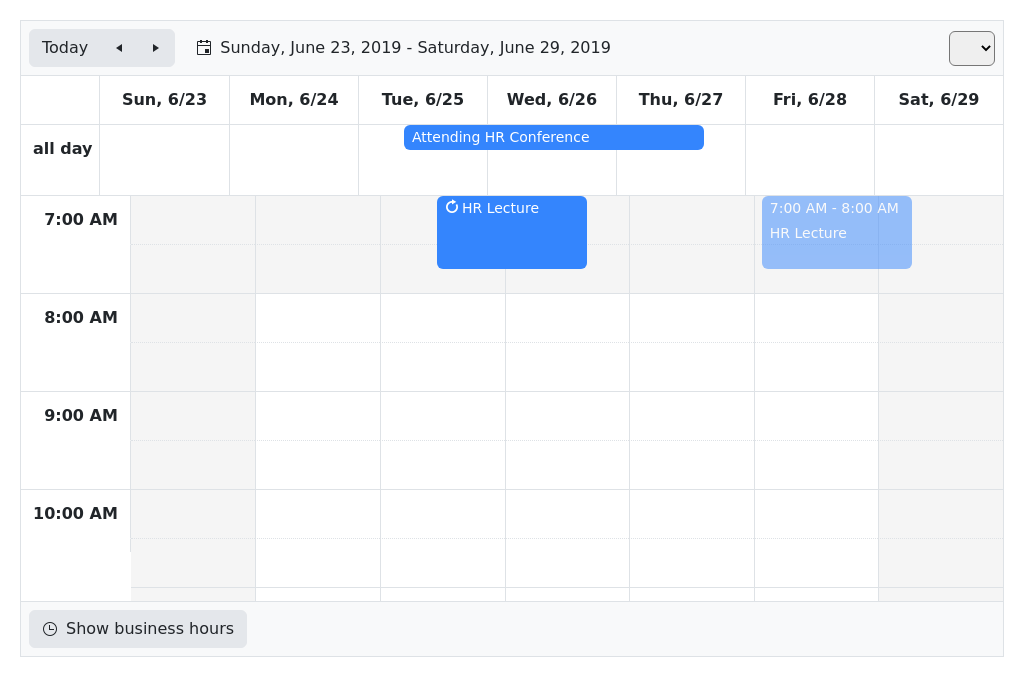 Today
Sunday, June 23, 2019 - Saturday, June 29, 2019
Sun, 6/23 Mon, 6/24 Tue, 6/25 Wed, 6/26 Thu, 6/27 Fri, 6/28 Sat, 6/29
all day
Attending HR Conference
7:00 AM
HR Lecture
7:00 AM - 8:00 AM
HR Lecture
8:00 AM
9:00 AM
10:00 AM
Show business hours